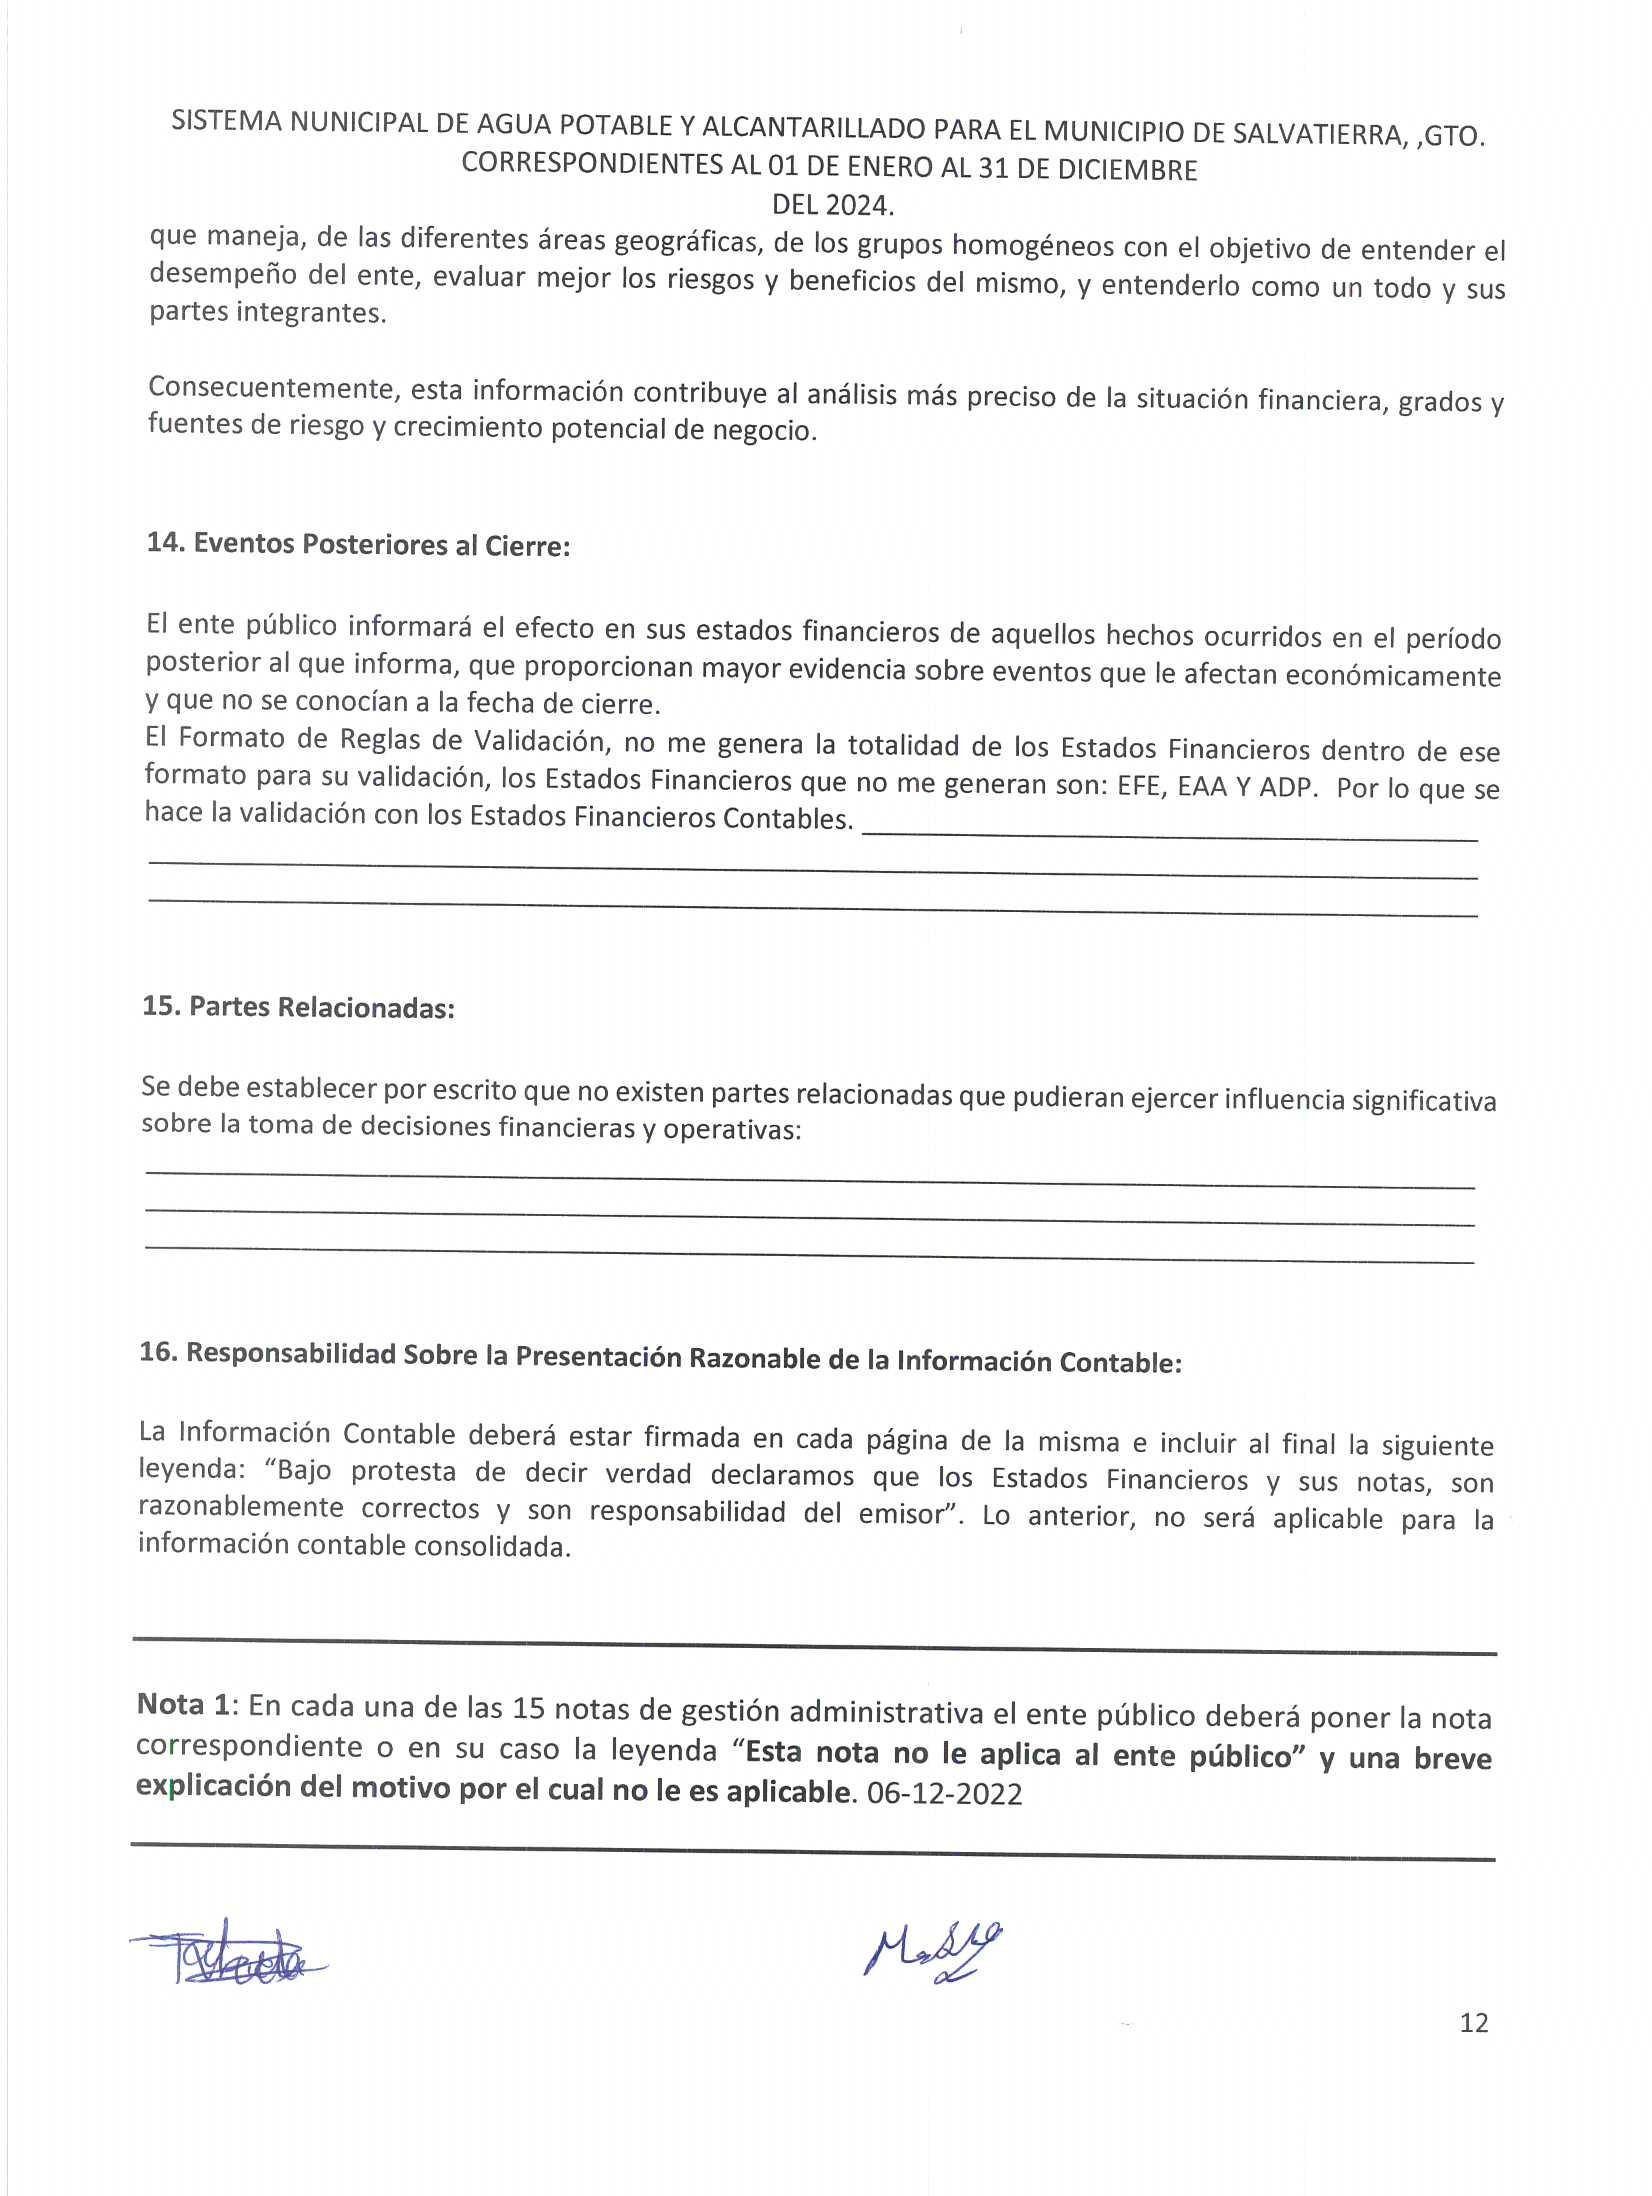 SISTEMA NUNICIPAL DE AGUA POTABLE Y ALCANTARILLADO PARA EL MUNICIPIO DE SALVATIERRA, ,GTO.
CORRESPONDIENTES AL 01 DE ENERO AL 31 DE DICIEMBRE
DEL 2024.
que maneja, de las diferentes áreas geográficas, de los grupos homogéneos con el objetivo de entender el
desempeño del ente, evaluar mejor los riesgos y beneficios del mismo, y entenderlo como un todo y sus
partes integrantes.
Consecuentemente, esta información contribuye al análisis más preciso de la situación financiera, grados y
fuentes de riesgo y crecimiento potencial de negocio.
14. Eventos Posteriores al Cierre:
El ente público informará el efecto en sus estados financieros de aquellos hechos ocurridos en el período
posterior al que informa, que proporcionan mayor evidencia sobre eventos que le afectan económicamente
y que no se conocían a la fecha de cierre.
El Formato de Reglas de Validación, no me genera la totalidad de los Estados Financieros dentro de ese
formato para su validación, los Estados Financieros que no me generan son: EFE, EAA Y ADP. Por lo que se
hace la validación con los Estados Financieros Contables.
15. Partes Relacionadas:
Se debe establecer por escrito que no existen partes relacionadas que pudieran ejercer influencia significativa
sobre la toma de decisiones financieras y operativas:
16. Responsabilidad Sobre la Presentación Razonable de la Información Contable:
La Información Contable deberá estar firmada en cada página de la misma e incluir al final la siguiente
leyenda: “Bajo protesta de decir verdad declaramos que los Estados Financieros y sus notas, son
razonablemente correctos y son responsabilidad del emisor”. Lo anterior, no será aplicable para la
información contable consolidada.
Nota 1: En cada una de las 15 notas de gestión administrativa el ente público deberá poner la nota
correspondiente o en su caso la leyenda “Esta nota no le aplica al ente público” y una breve
explicación del motivo por el cual no le es aplicable. 06-12-2022
12